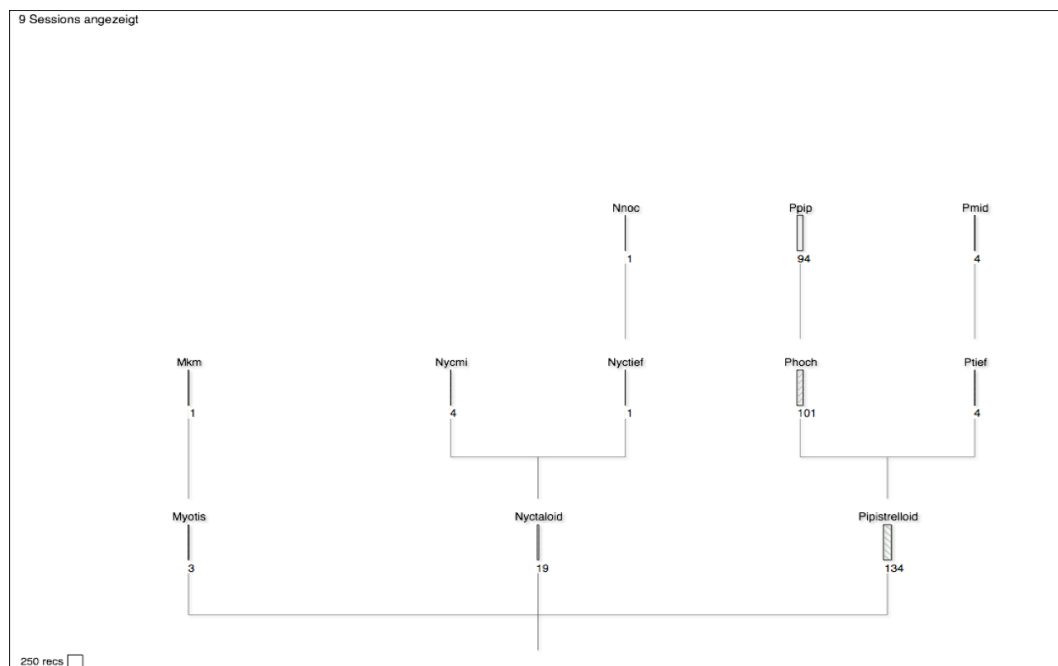 9 Sessions angezeigt
Nnoc Ppip Pmid
1 94 4
Mkm Nycmi Nyctief Phoch Ptief
1 4 1 101 4
Myotis Nyctaloid Pipistrelloid
3 19 134
250 recs